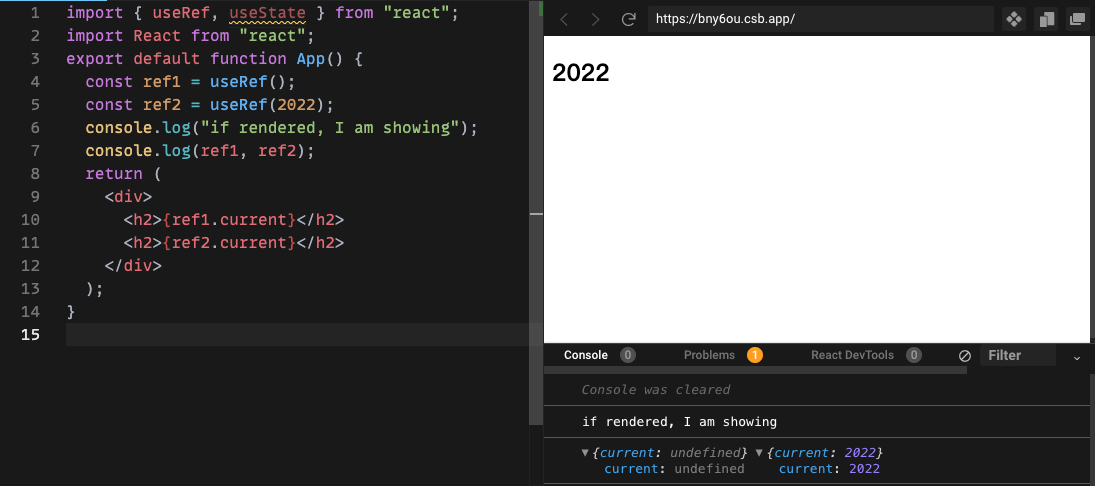 1 import { useRef, useState } from "react";
2 import React from "react";
3 export default function App() {
4 const ref1 = useRef();
5 const ref2 = useRef(2022);
6 console.log("if rendered, I am showing");
7 console.log(ref1, ref2);
8 return (
9 <div>
10 <h2>{ref1.current}</h2>
11 <h2>{ref2.current}</h2>
12 </div>
13 );
14 }
15
https://bny6ou.csb.app/
2022
Console 0 Problems 1 React DevTools 0 Filter
Console was cleared
if rendered, I am showing
▼{current: undefined} ▼{current: 2022}
current: undefined current: 2022